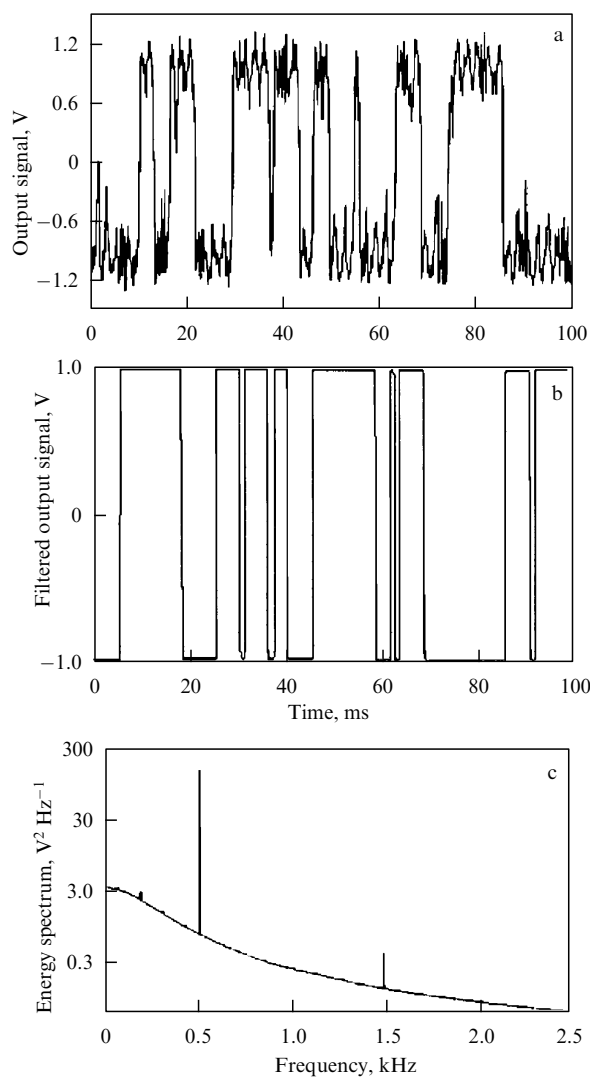 a
Output signal, V
1.2
0.6
0
−0.6
−1.2
0 20 40 60 80 100
b
Filtered output signal, V
1.0
0
−1.0
0 20 40 60 80 100
Time, ms
c
Energy spectrum, V² Hz⁻¹
300
30
3.0
0.3
0 0.5 1.0 1.5 2.0 2.5
Frequency, kHz